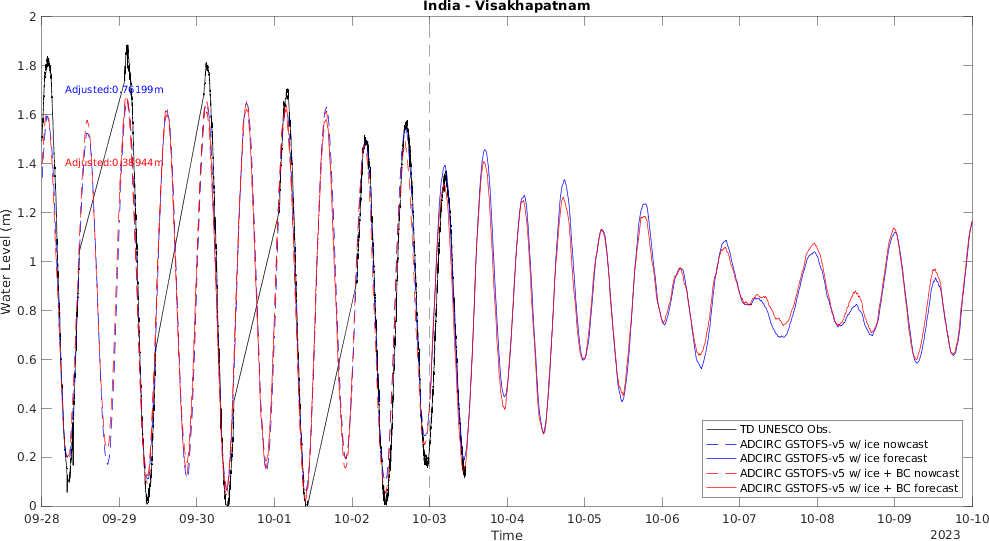 India - Visakhapatnam
Water Level (m)
2
1.8
1.6
1.4
1.2
1
0.8
0.6
0.4
0.2
0
Adjusted:0.76199m
Adjusted:0.38944m
TD UNESCO Obs.
ADCIRC GSTOFS-v5 w/ ice nowcast
ADCIRC GSTOFS-v5 w/ ice forecast
ADCIRC GSTOFS-v5 w/ ice + BC nowcast
ADCIRC GSTOFS-v5 w/ ice + BC forecast
09-28 09-29 09-30 10-01 10-02 10-03 10-04 10-05 10-06 10-07 10-08 10-09 10-10
Time
2023